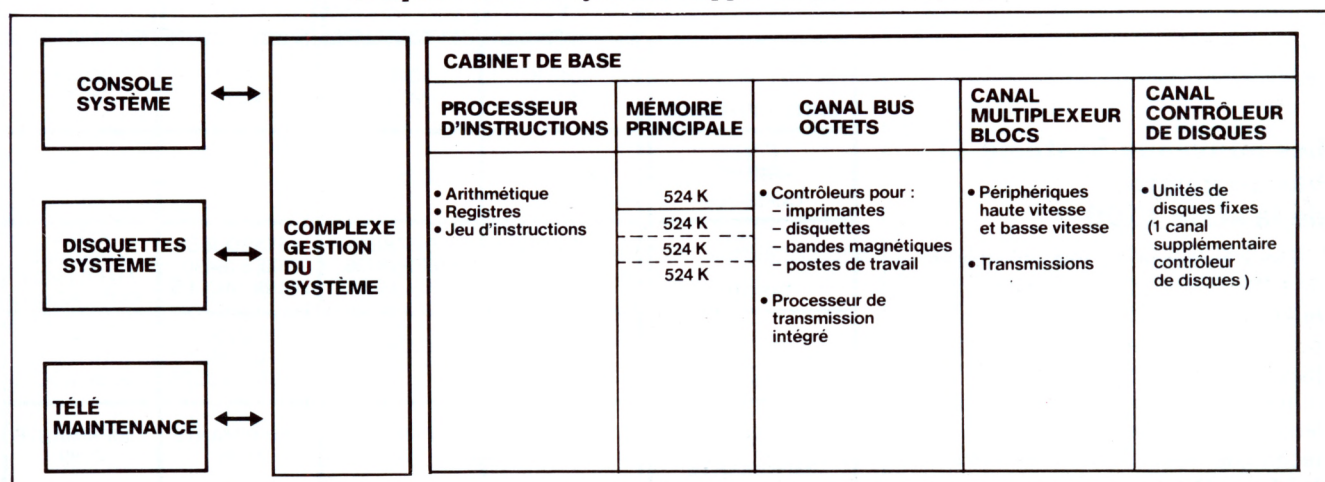 CONSOLE
SYSTÈME
DISQUETTES
SYSTÈME
TÉLÉ
MAINTENANCE
COMPLEXE
GESTION
DU
SYSTÈME
CABINET DE BASE
PROCESSEUR
D'INSTRUCTIONS
• Arithmétique
• Registres
• Jeu d'instructions
MÉMOIRE
PRINCIPALE
524 K
524 K
524 K
524 K
CANAL BUS
OCTETS
• Contrôleurs pour :
– imprimantes
– disquettes
– bandes magnétiques
– postes de travail
• Processeur de
transmission
intégré
CANAL
MULTIPLEXEUR
BLOCS
• Périphériques
haute vitesse
et basse vitesse
• Transmissions
CANAL
CONTRÔLEUR
DE DISQUES
• Unités de
disques fixes
(1 canal
supplémentaire
contrôleur
de disques )